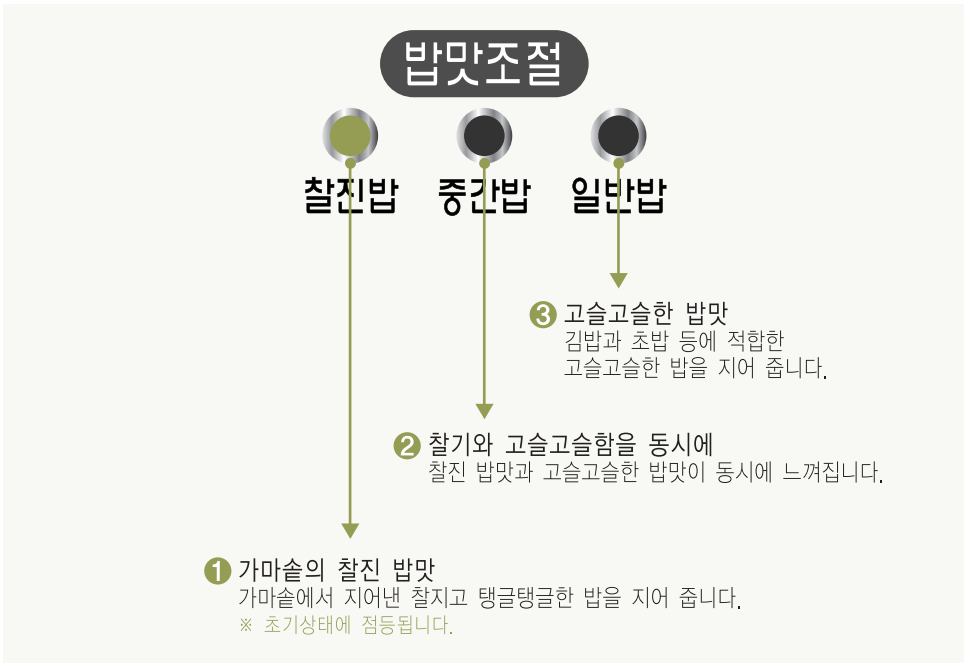 밥맛조절
찰진밥 중간밥 일반밥
❸ 고슬고슬한 밥맛
김밥과 초밥 등에 적합한
고슬고슬한 밥을 지어 줍니다.
❷ 찰기와 고슬고슬함을 동시에
찰진 밥맛과 고슬고슬한 밥맛이 동시에 느껴집니다.
❶ 가마솥의 찰진 밥맛
가마솥에서 지어낸 찰지고 탱글탱글한 밥을 지어 줍니다.
※ 초기상태에 점등됩니다.